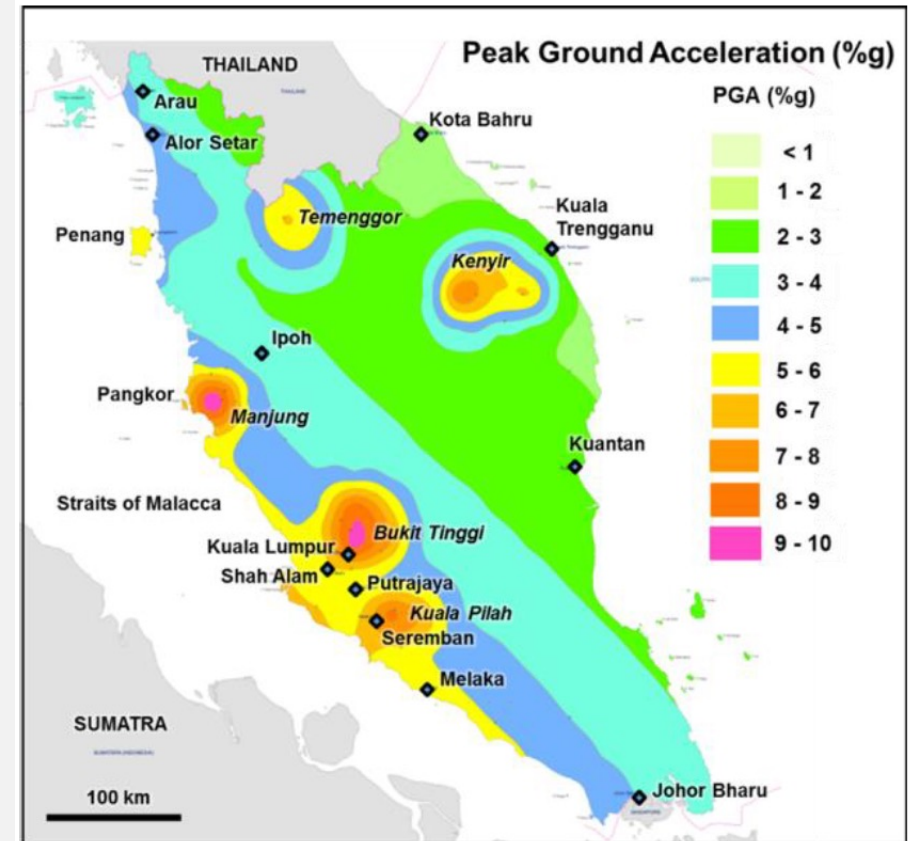 Peak Ground Acceleration (%g)
THAILAND
THAILAND
PGA (%g)
Arau
Kota Bahru
Alor Setar
< 1
1 - 2
Kuala
Trengganu
Temenggor
Penang
2 - 3
Kenyir
3 - 4
Ipoh
4 - 5
5 - 6
Pangkor
Manjung
6 - 7
Kuantan
7 - 8
Straits of Malacca
8 - 9
Bukit Tinggi
Kuala Lumpur
9 - 10
Shah Alam
Putrajaya
Kuala Pilah
Seremban
Melaka
SUMATRA
Johor Bharu
100 km